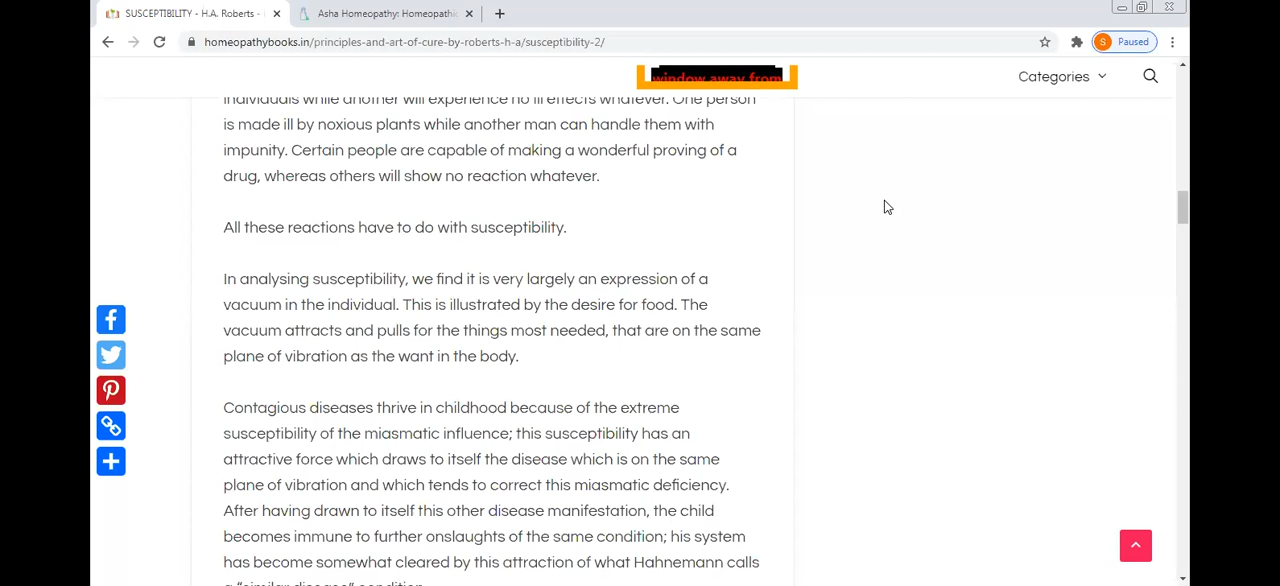 SUSCEPTIBILITY - H.A. Roberts -
Asha Homeopathy: Homeopathic
S Paused
homeopathybooks.in/principles-and-art-of-cure-by-roberts-h-a/susceptibility-2/
window away from
Categories
individuals while another will experience no ill effects whatever. One person
is made ill by noxious plants while another man can handle them with
impunity. Certain people are capable of making a wonderful proving of a
drug, whereas others will show no reaction whatever.
All these reactions have to do with susceptibility.
In analysing susceptibility, we find it is very largely an expression of a
vacuum in the individual. This is illustrated by the desire for food. The
vacuum attracts and pulls for the things most needed, that are on the same
plane of vibration as the want in the body.
Contagious diseases thrive in childhood because of the extreme
susceptibility of the miasmatic influence; this susceptibility has an
attractive force which draws to itself the disease which is on the same
plane of vibration and which tends to correct this miasmatic deficiency.
After having drawn to itself this other disease manifestation, the child
becomes immune to further onslaughts of the same condition; his system
has become somewhat cleared by this attraction of what Hahnemann calls
a "similar disease" condition.